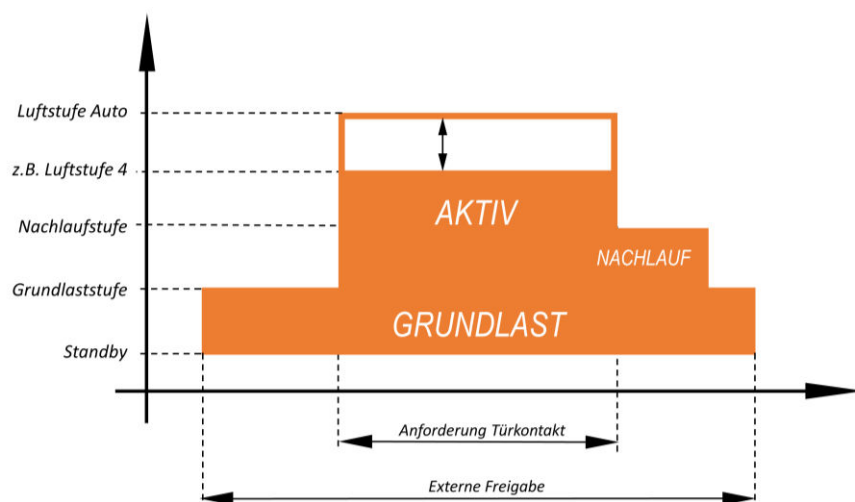 Luftstufe Auto
z.B. Luftstufe 4
AKTIV
Nachlaufstufe
NACHLAUF
Grundlaststufe
GRUNDLAST
Standby
Anforderung Türkontakt
Externe Freigabe